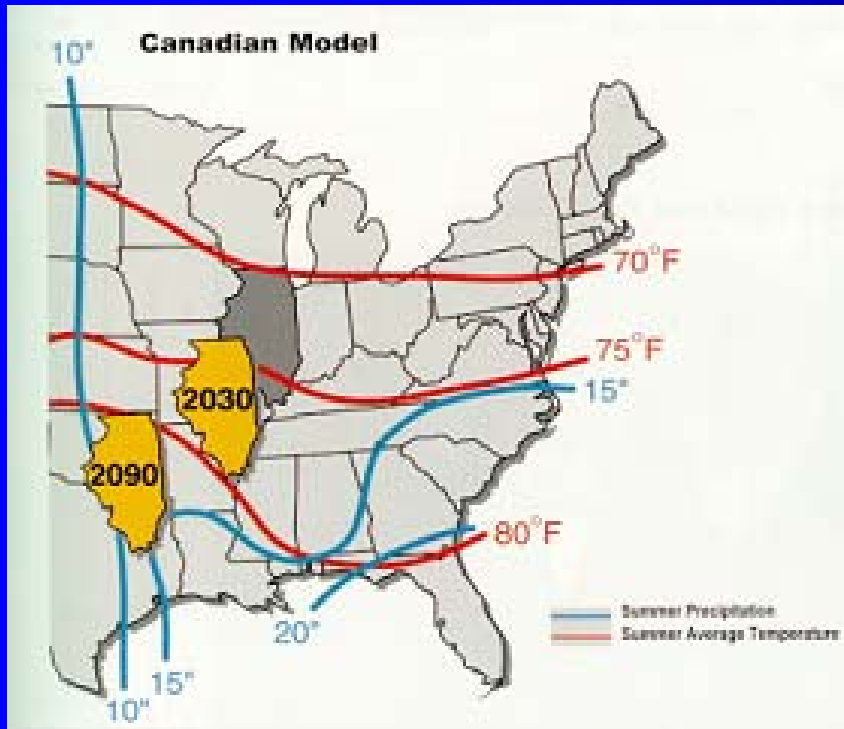 Canadian Model
10"
70°F
75°F
15"
2030
2090
80°F
20"
15"
10"
Summer Precipitation
Summer Average Temperature